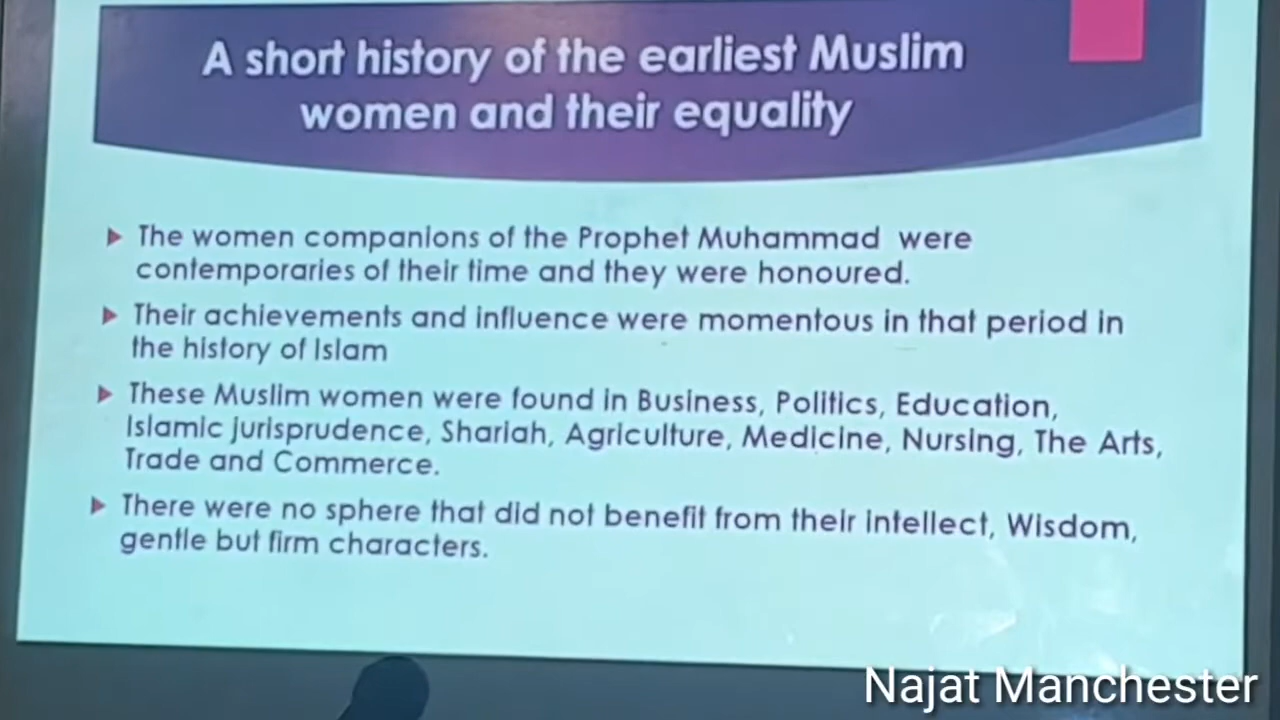 A short history of the earliest Muslim
women and their equality
The women companions of the Prophet Muhammad were
contemporaries of their time and they were honoured.
Their achievements and influence were momentous in that period in
the history of Islam
These Muslim women were found in Business, Politics, Education,
Islamic jurisprudence, Shariah, Agriculture, Medicine, Nursing, The Arts,
Trade and Commerce.
There were no sphere that did not benefit from their intellect, Wisdom,
gentle but firm characters.
Najat Manchester